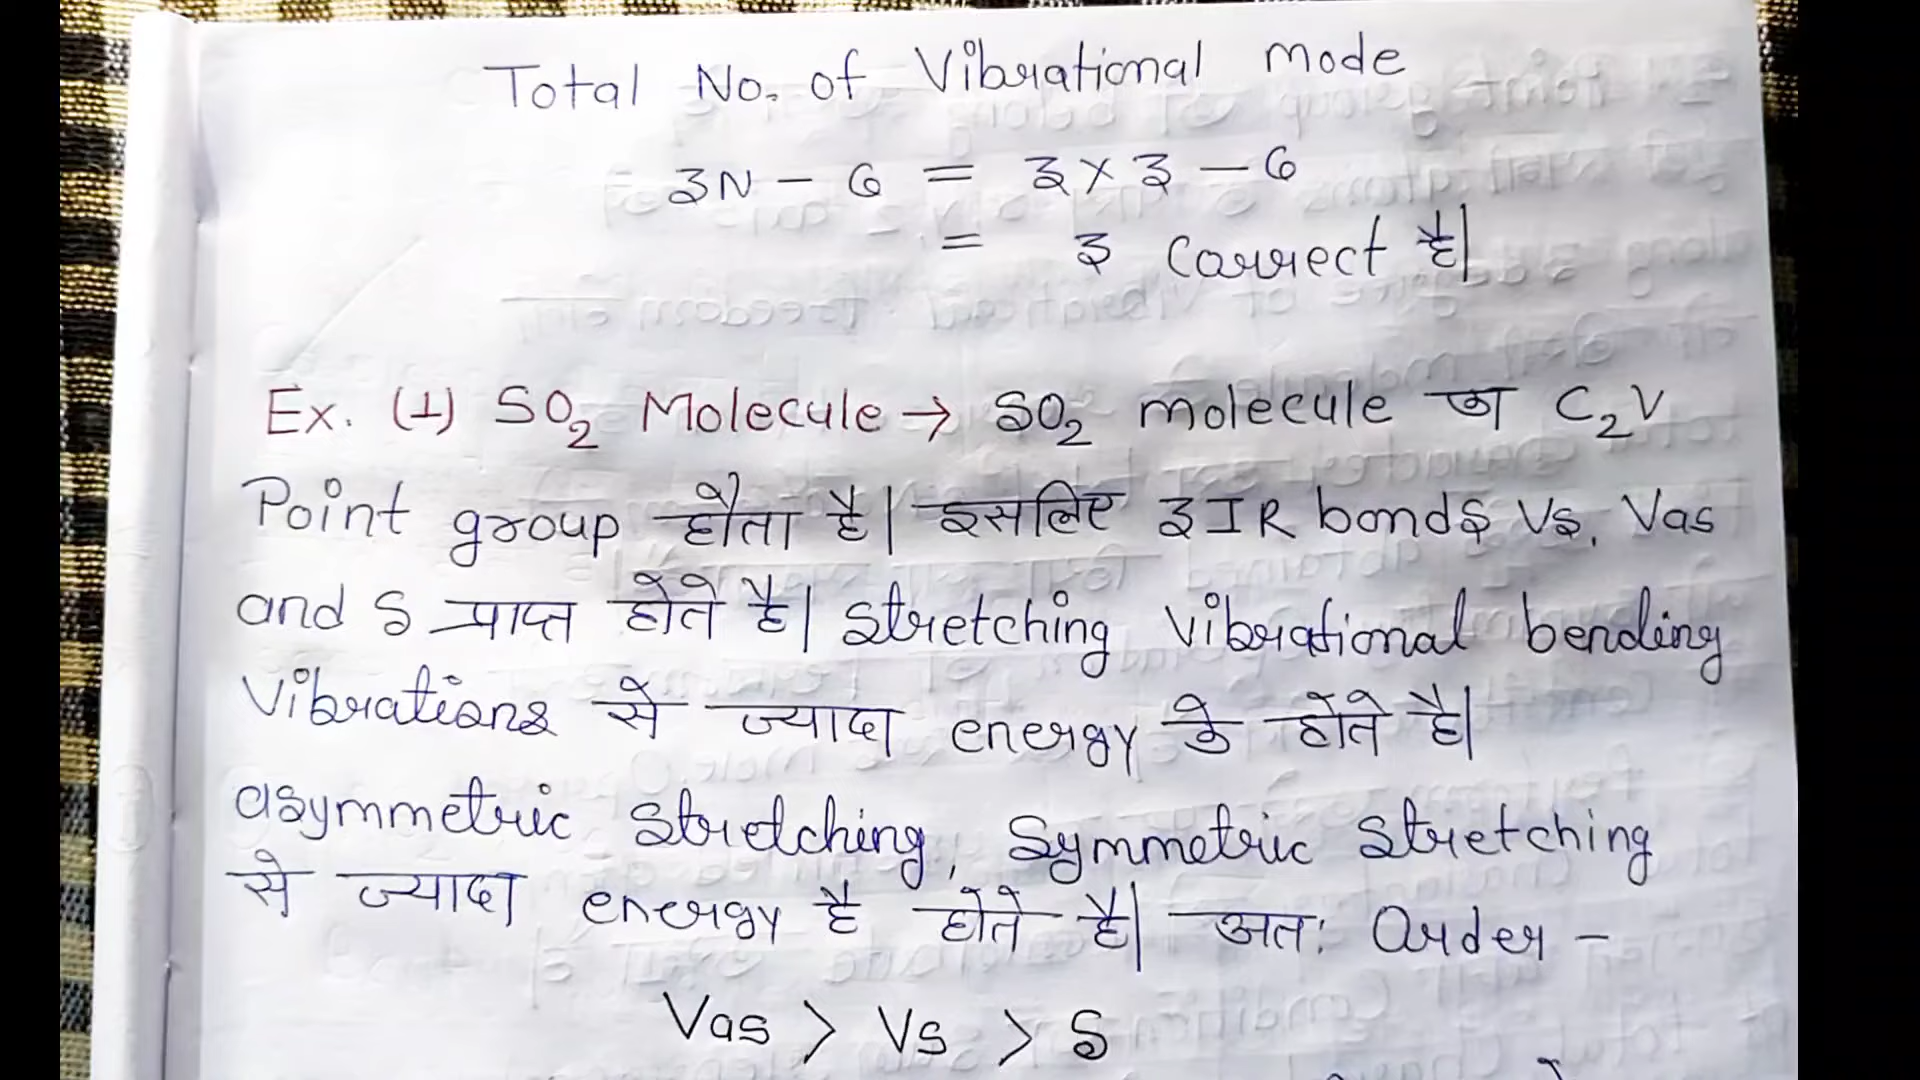 Total No. of Vibrational mode
3N - 6 = 3 × 3 - 6
= 3 Correct है|
Ex. (1) SO₂ Molecule → SO₂ molecule का C₂V
Point group होता है| इसलिए 3 IR bonds Vs, Vas
and δ प्राप्त होते है| stretching vibrational bending
vibrations से ज्यादा energy के होते है|
asymmetric stretching, symmetric stretching
से ज्यादा energy है होते है| अतः Order -
Vas > Vs > δ